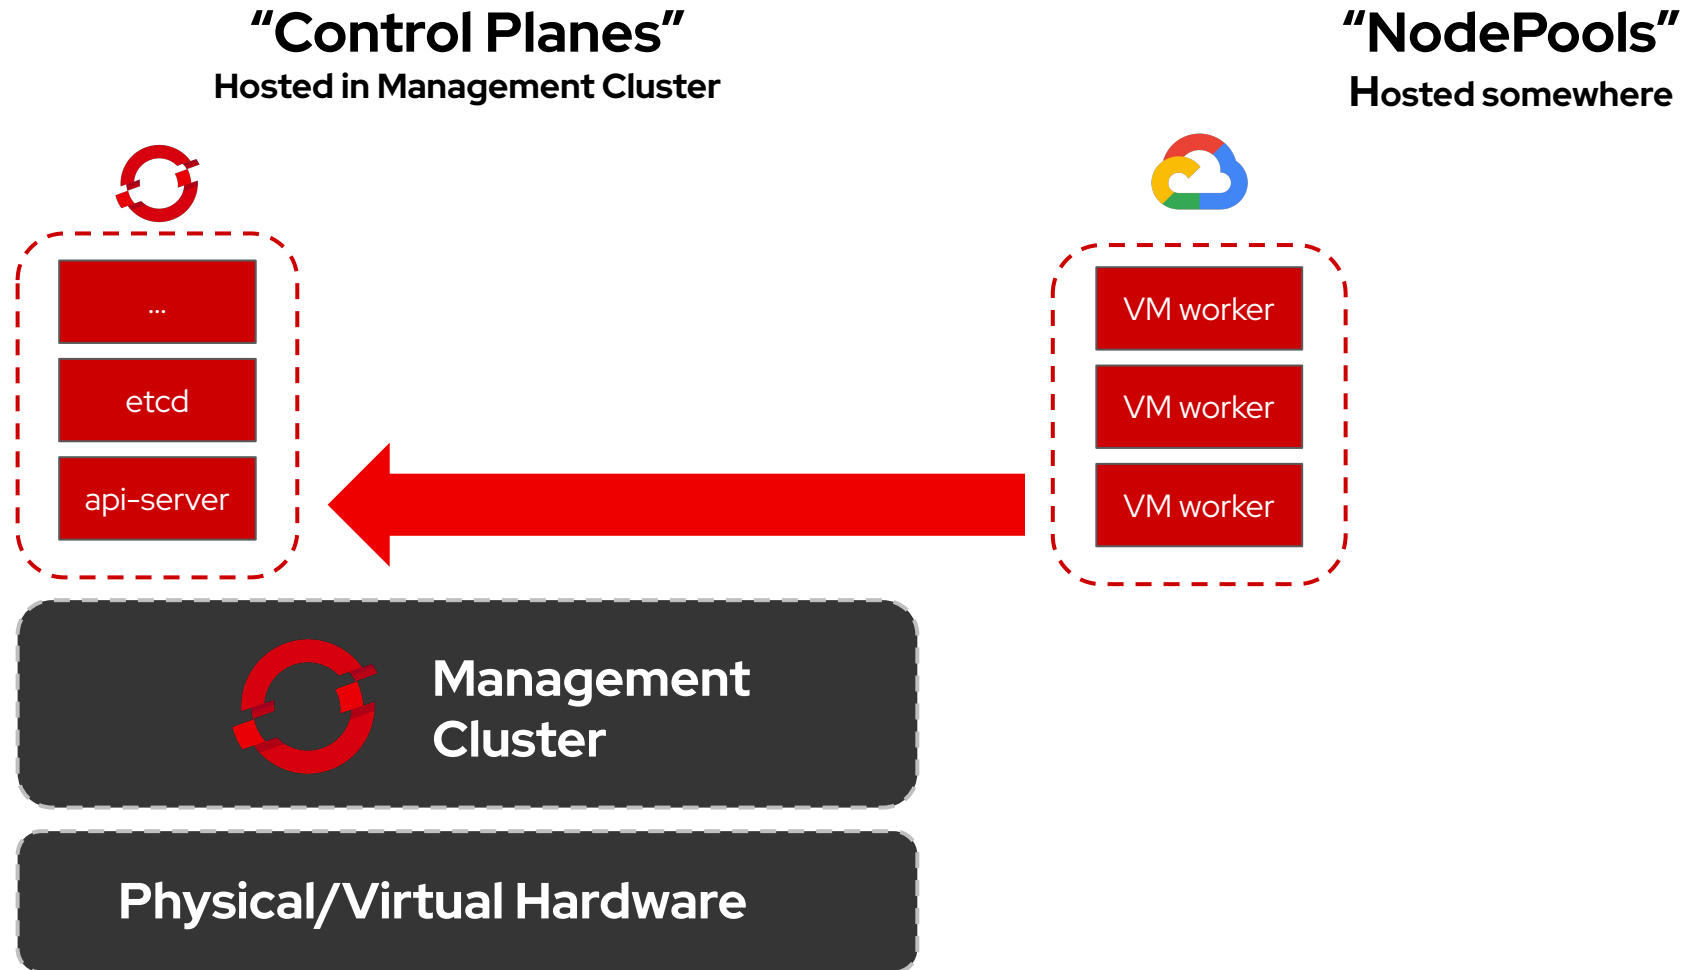 “Control Planes”
Hosted in Management Cluster
“NodePools”
Hosted somewhere
...
etcd
api-server
VM worker
VM worker
VM worker
Management
Cluster
Physical/Virtual Hardware